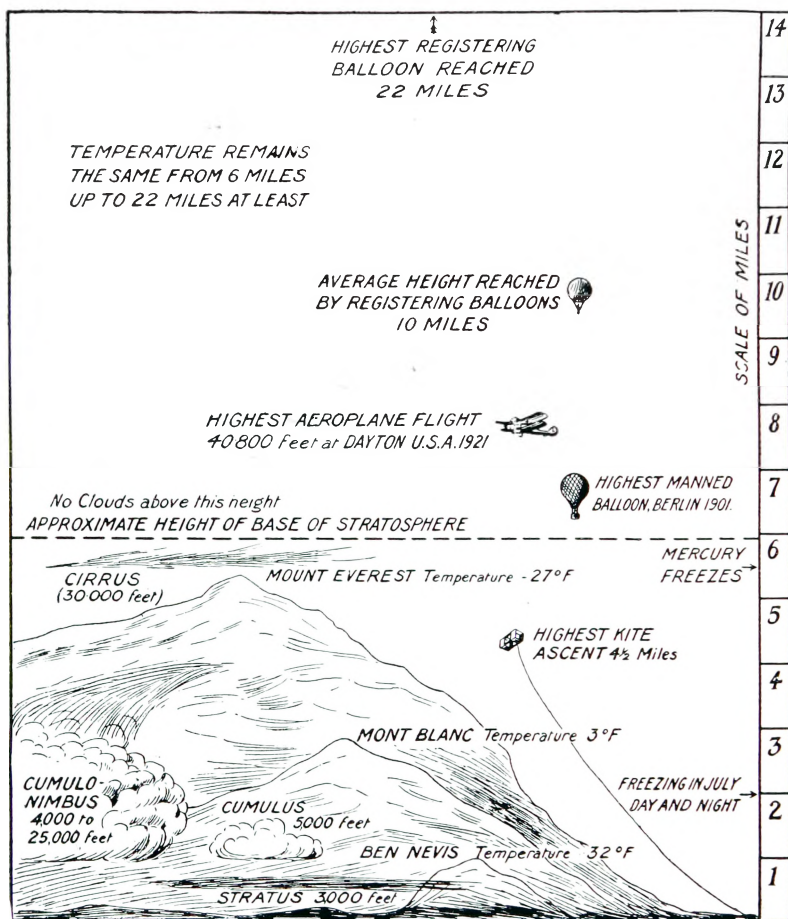 HIGHEST REGISTERING
BALLOON REACHED
22 MILES
TEMPERATURE REMAINS
THE SAME FROM 6 MILES
UP TO 22 MILES AT LEAST
AVERAGE HEIGHT REACHED
BY REGISTERING BALLOONS
10 MILES
HIGHEST AEROPLANE FLIGHT
40800 Feet at DAYTON U.S.A. 1921
HIGHEST MANNED
BALLOON, BERLIN 1901.
No Clouds above this height
APPROXIMATE HEIGHT OF BASE OF STRATOSPHERE
MERCURY
FREEZES
CIRRUS
(30000 feet)
MOUNT EVEREST Temperature -27°F
HIGHEST KITE
ASCENT 4½ Miles
MONT BLANC Temperature 3°F
FREEZING IN JULY
DAY AND NIGHT
CUMULO-
NIMBUS
4,000 to
25,000 feet
CUMULUS
5000 feet
BEN NEVIS Temperature 32°F
STRATUS 3,000 feet
SCALE OF MILES
14
13
12
11
10
9
8
7
6
5
4
3
2
1